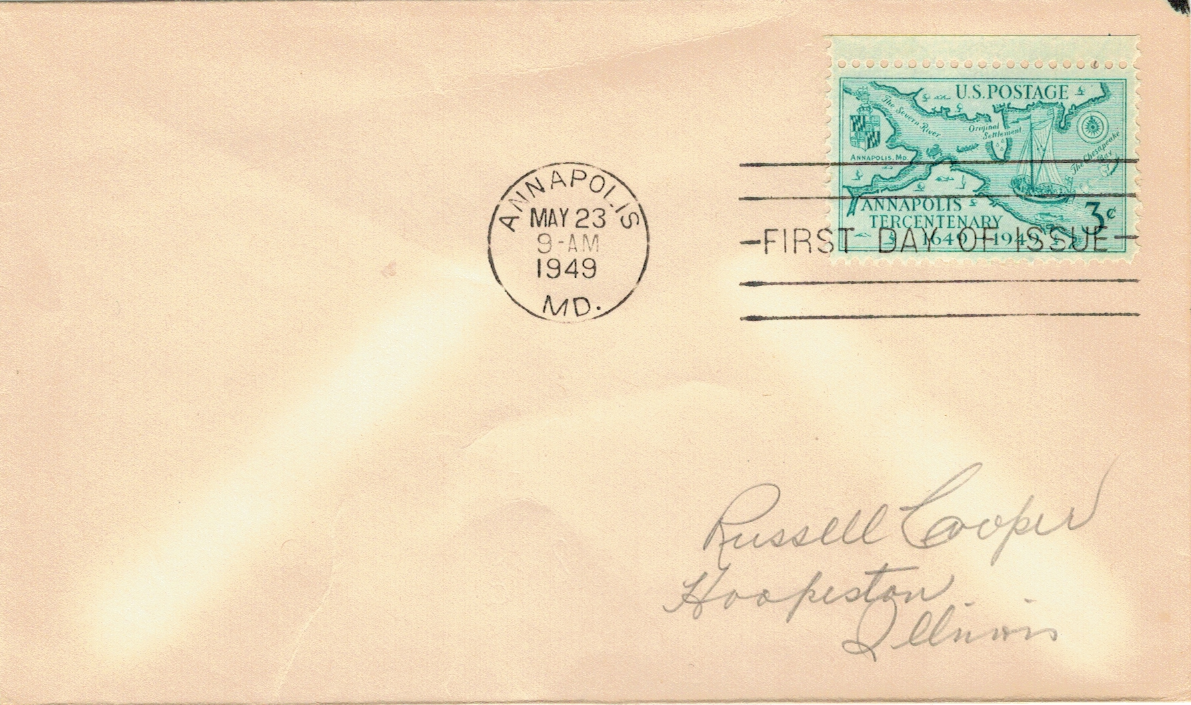 U.S.POSTAGE
The Severn River
Original
Settlement
ANNAPOLIS, Md.
The Chesapeake
Bay
ANNAPOLIS
TERCENTENARY
3¢
1649 1949
ANNAPOLIS
MAY 23
9-AM
1949
MD.
FIRST DAY OF ISSUE
Russell Cooper
Hoopeston
Illinois